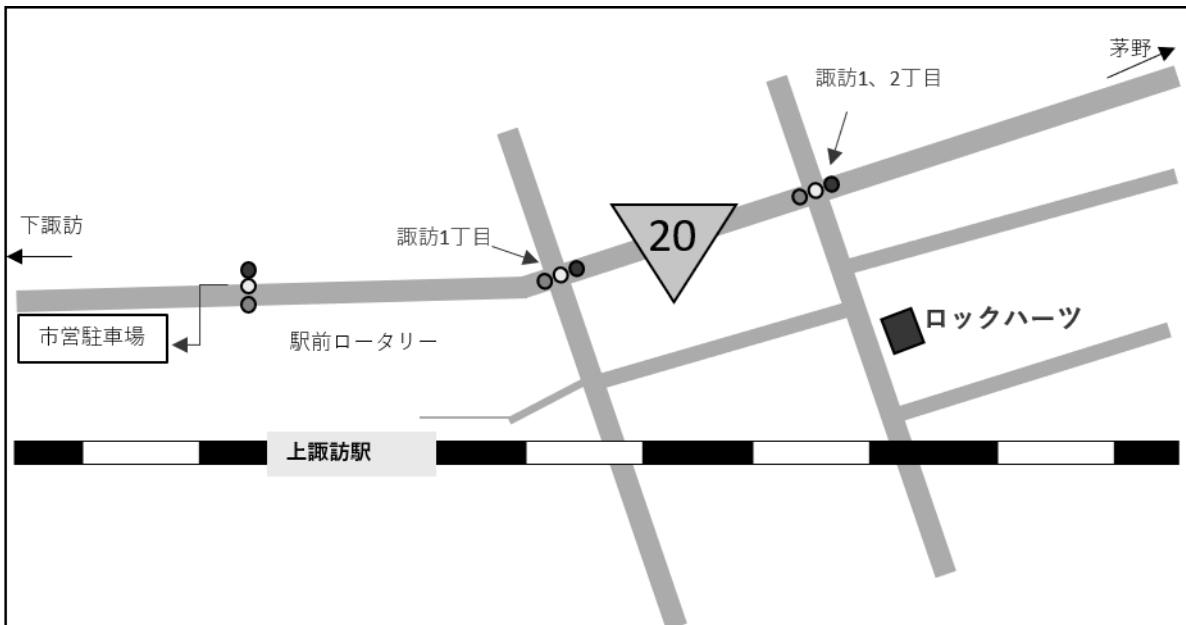 茅野
諏訪1、2丁目
下諏訪
諏訪1丁目
20
ロックハーツ
市営駐車場
駅前ロータリー
上諏訪駅